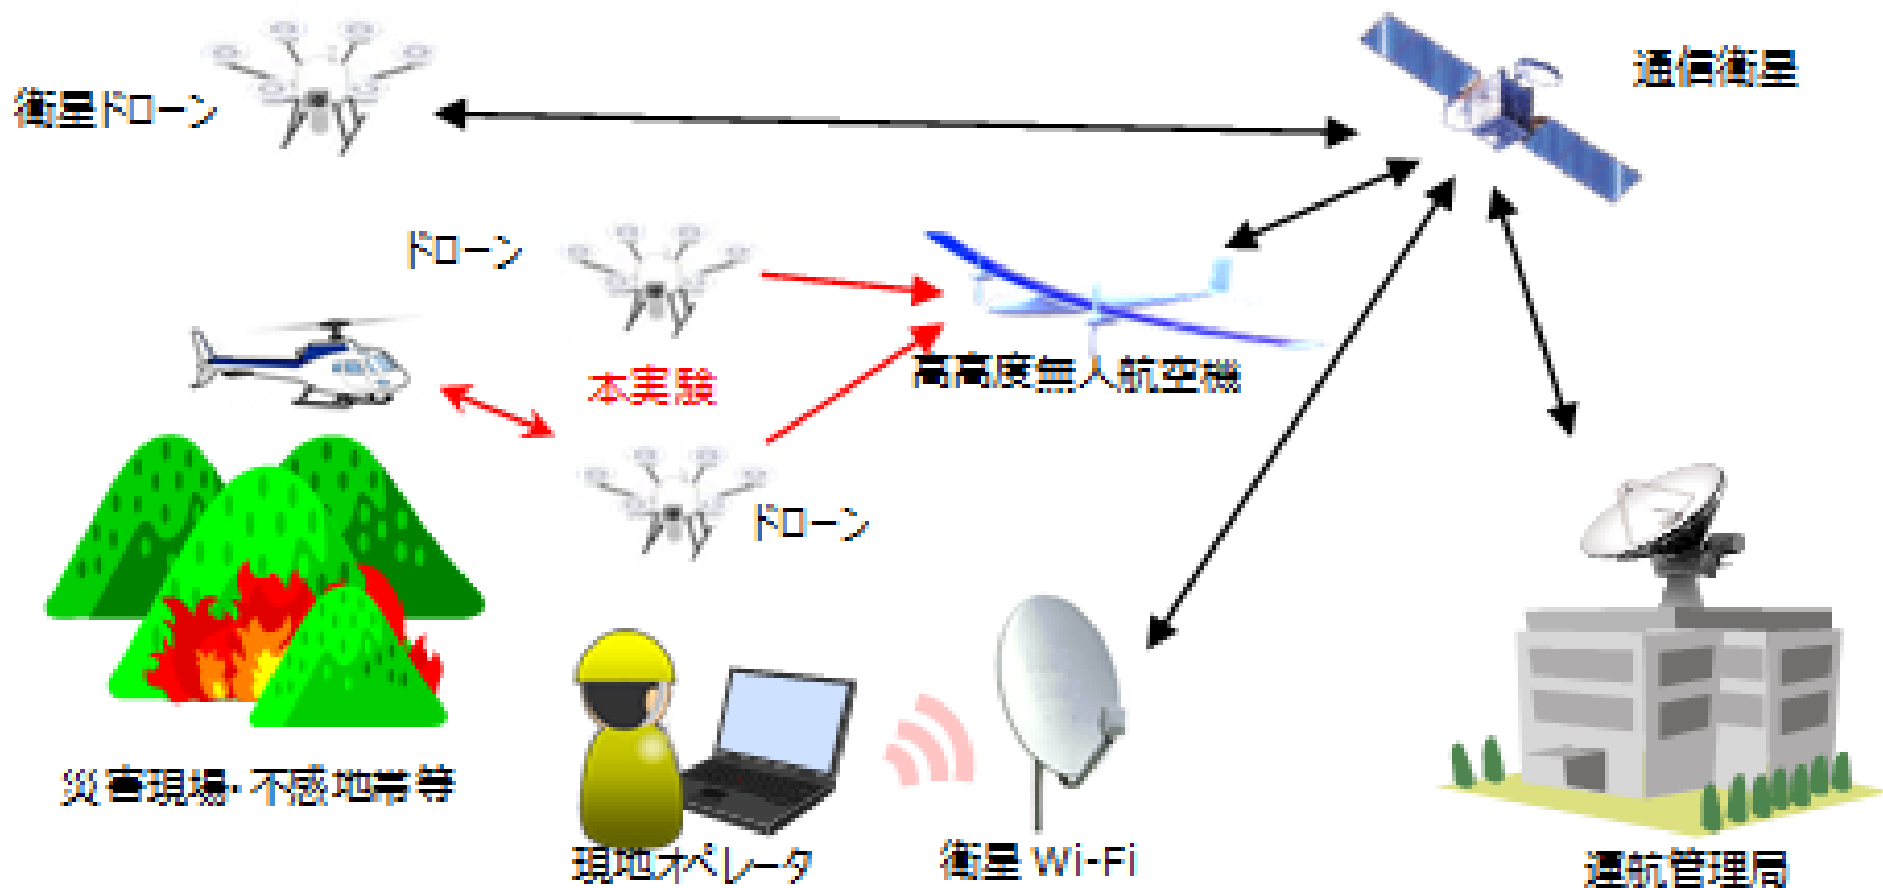 通信衛星
衛星ドローン
ドローン
高高度無人航空機
本実験
ドローン
災害現場・不感地帯等
現地オペレータ
衛星 Wi-Fi
運航管理局